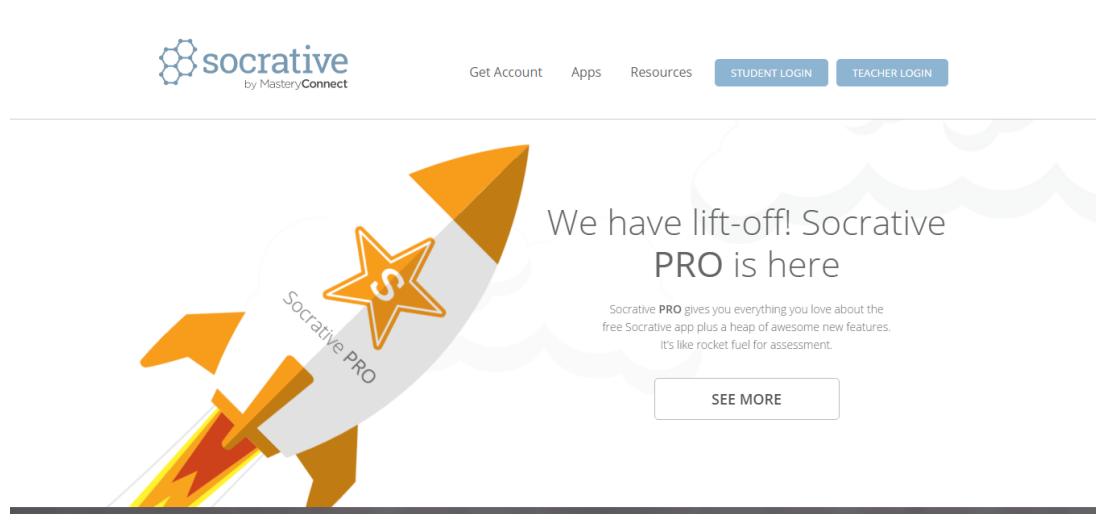 socrative
by MasteryConnect
Get Account Apps Resources STUDENT LOGIN TEACHER LOGIN
We have lift-off! Socrative
PRO is here
Socrative PRO gives you everything you love about the
free Socrative app plus a heap of awesome new features.
It's like rocket fuel for assessment.
SEE MORE
S
Socrative PRO